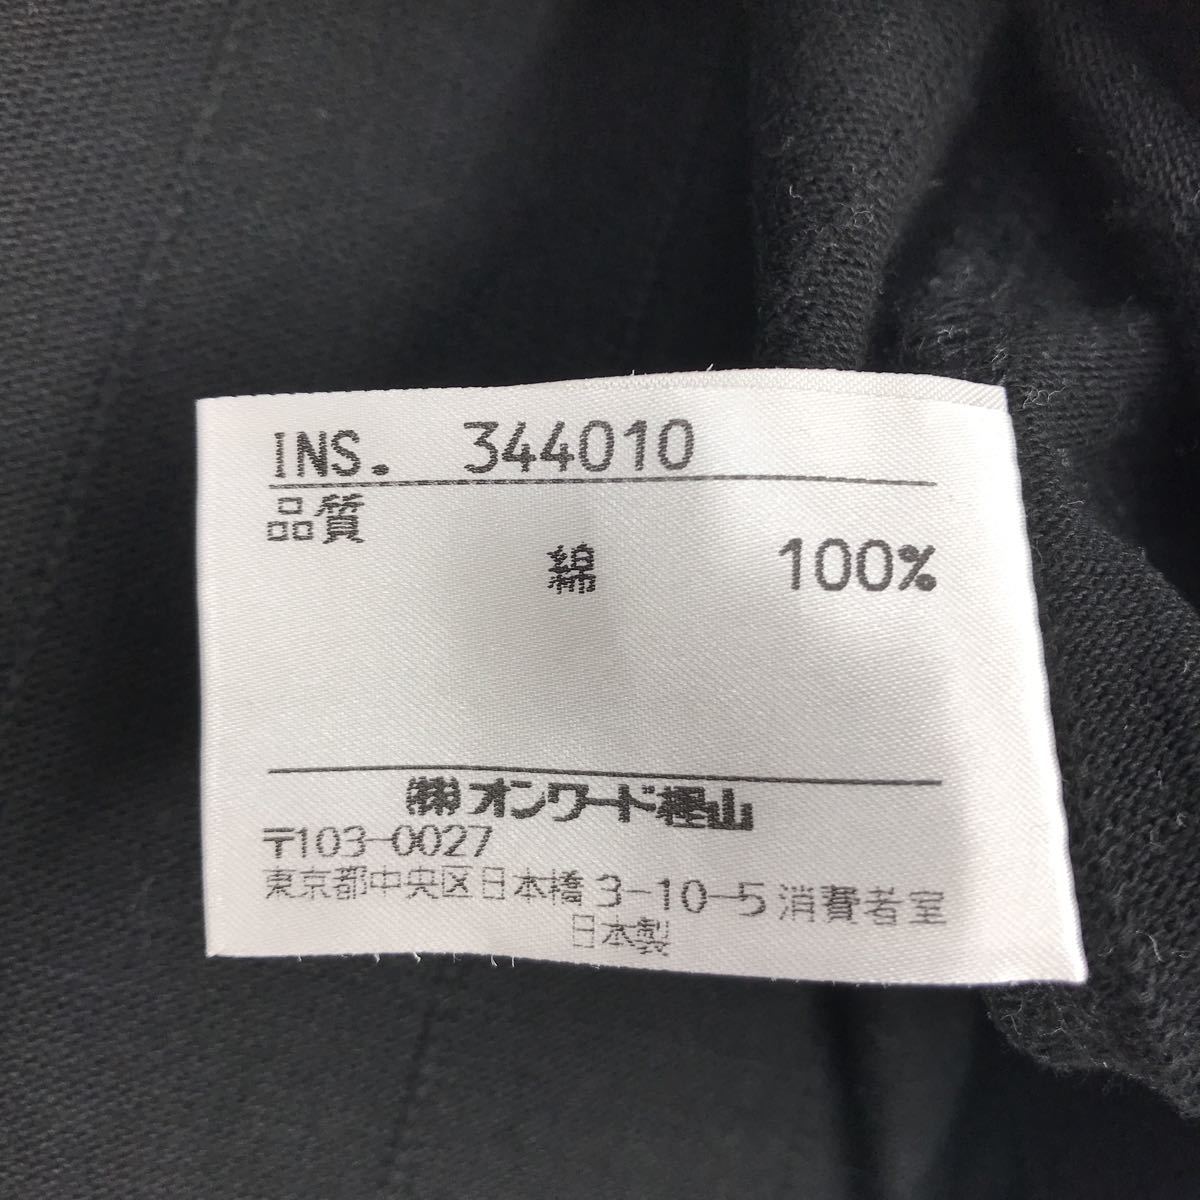 INS. 344010
品質
綿 100%
(株)オンワード樫山
〒103-0027
東京都中央区日本橋3-10-5消費者室
日本製